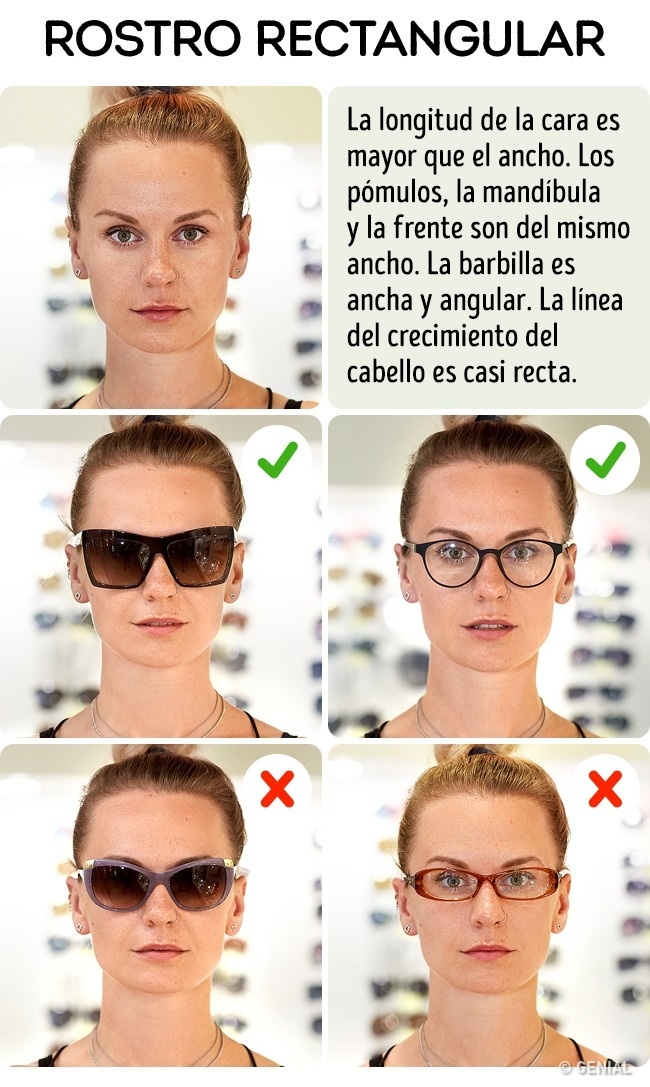 ROSTRO RECTANGULAR
La longitud de la cara es
mayor que el ancho. Los
pómulos, la mandíbula
y la frente son del mismo
ancho. La barbilla es
ancha y angular. La línea
del crecimiento del
cabello es casi recta.
© GENIAL